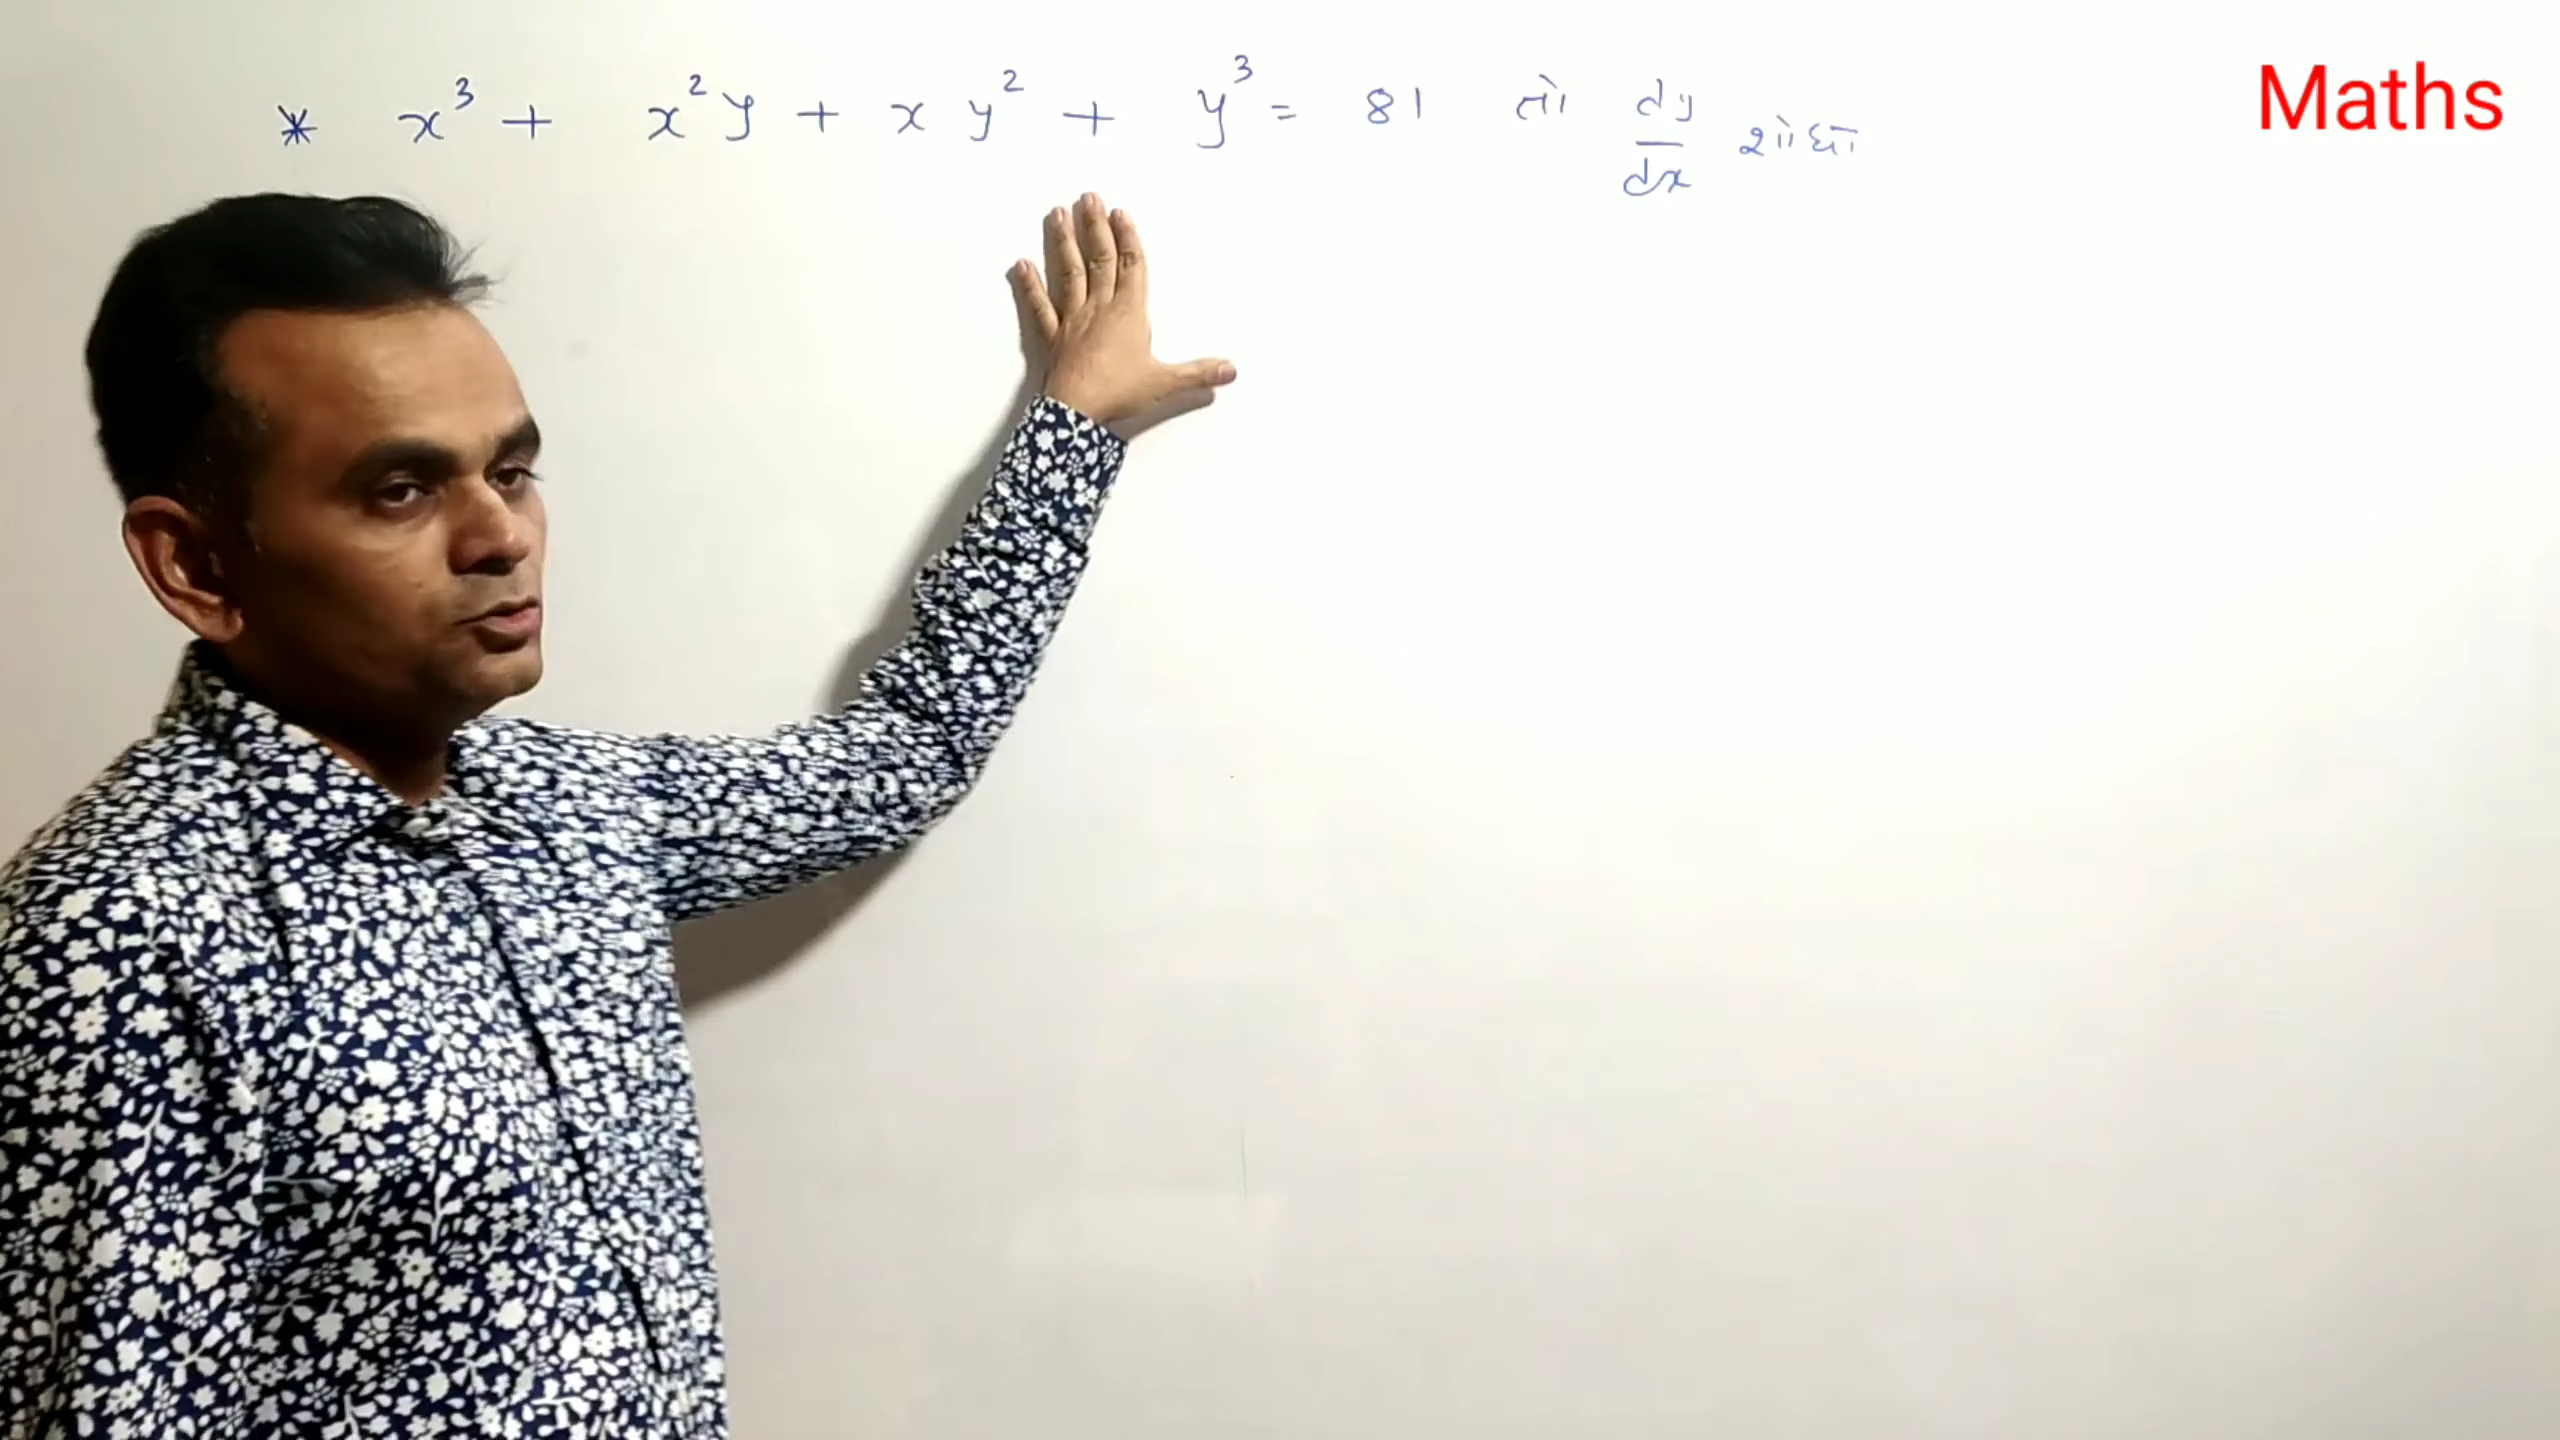 * x³ + x²y + xy² + y³ = 81 તો dy/dx શોધો
Maths